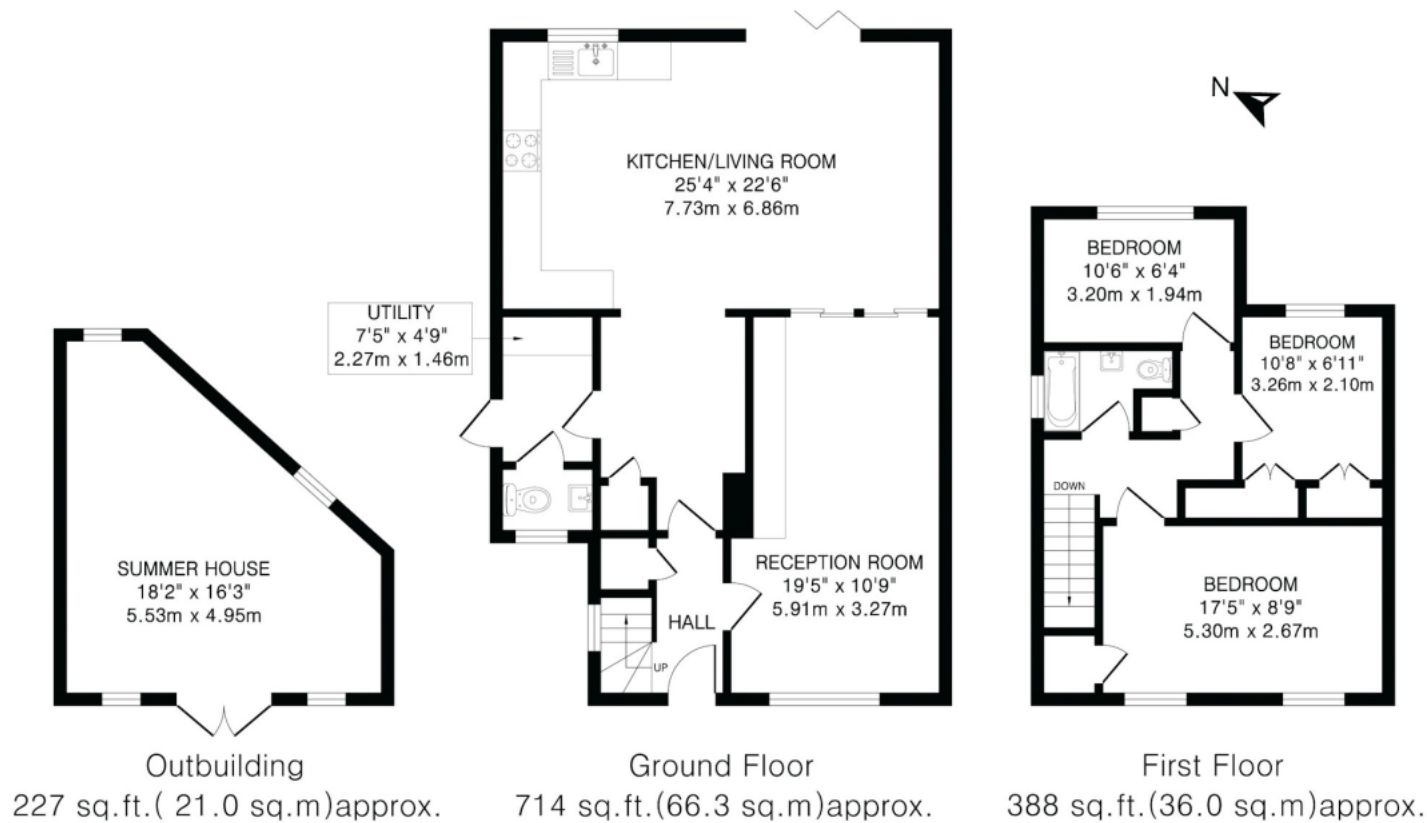 N
KITCHEN/LIVING ROOM
25'4" x 22'6"
7.73m x 6.86m
UTILITY
7'5" x 4'9"
2.27m x 1.46m
SUMMER HOUSE
18'2" x 16'3"
5.53m x 4.95m
RECEPTION ROOM
19'5" x 10'9"
5.91m x 3.27m
HALL
UP
BEDROOM
10'6" x 6'4"
3.20m x 1.94m
BEDROOM
10'8" x 6'11"
3.26m x 2.10m
DOWN
BEDROOM
17'5" x 8'9"
5.30m x 2.67m
Outbuilding
227 sq.ft.( 21.0 sq.m)approx.
Ground Floor
714 sq.ft.(66.3 sq.m)approx.
First Floor
388 sq.ft.(36.0 sq.m)approx.